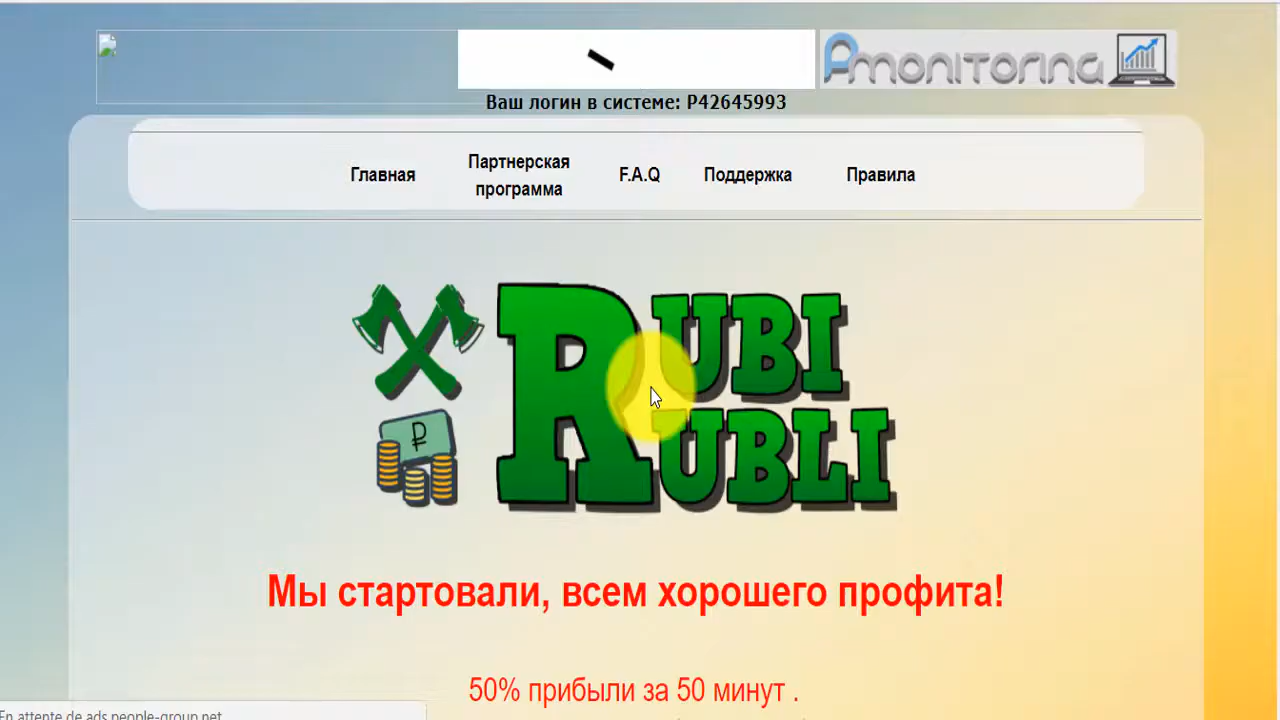 Pmonitoring
Ваш логин в системе: P42645993
Главная
Партнерская
программа
F.A.Q
Поддержка
Правила
₽
RUBI
RUBLI
Мы стартовали, всем хорошего профита!
50% прибыли за 50 минут .
En attente de ads.people-group.net